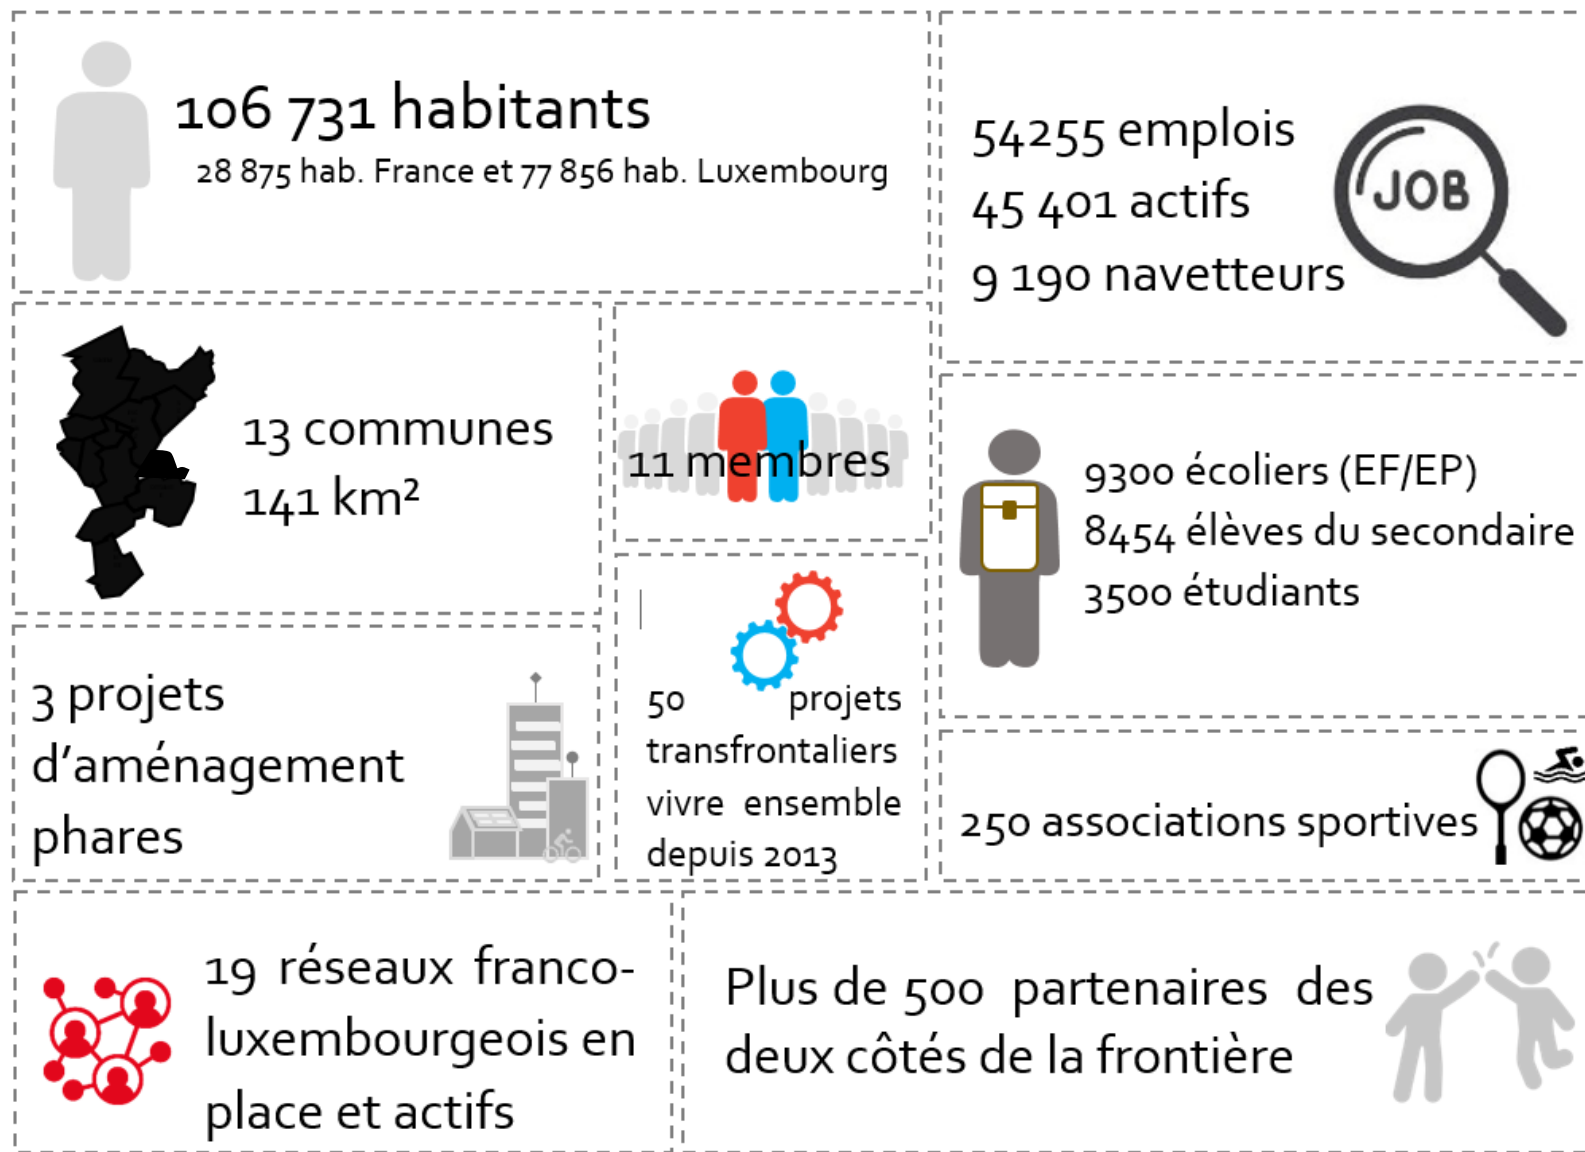 106 731 habitants
28 875 hab. France et 77 856 hab. Luxembourg
54255 emplois
45 401 actifs
9 190 navetteurs
JOB
13 communes
141 km²
11 membres
9300 écoliers (EF/EP)
8454 élèves du secondaire
3500 étudiants
3 projets
d’aménagement
phares
50 projets
transfrontaliers
vivre ensemble
depuis 2013
250 associations sportives
19 réseaux franco-
luxembourgeois en
place et actifs
Plus de 500 partenaires des
deux côtés de la frontière